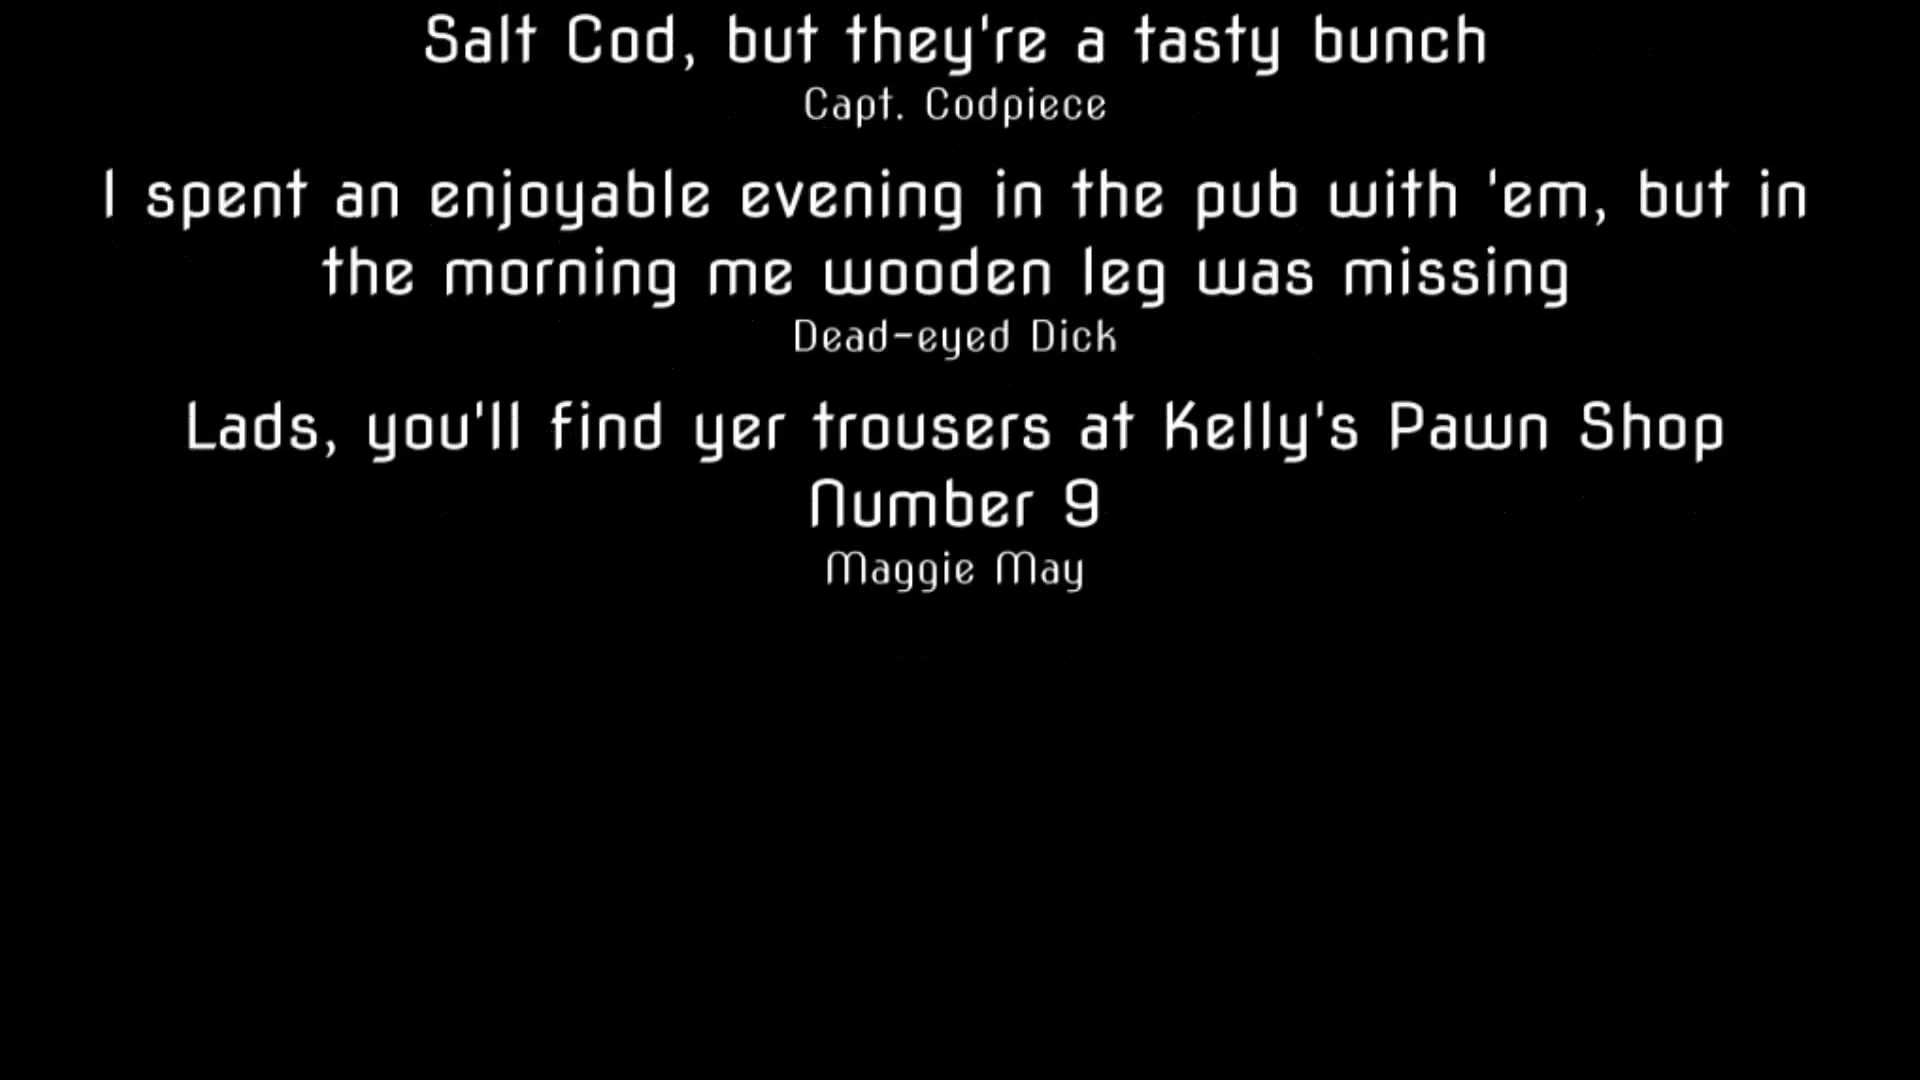 Salt Cod, but they're a tasty bunch
Capt. Codpiece
I spent an enjoyable evening in the pub with 'em, but in
the morning me wooden leg was missing
Dead-eyed Dick
Lads, you'll find yer trousers at Kelly's Pawn Shop
Number 9
Maggie May